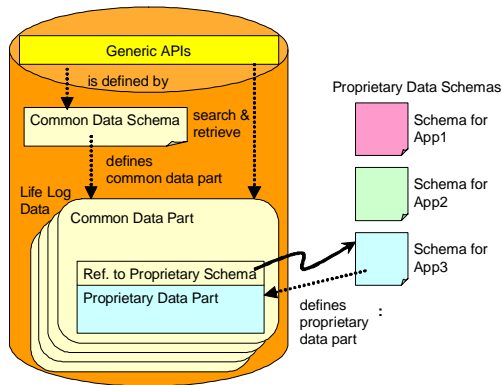 Generic APIs
is defined by
Common Data Schema
search &
retrieve
defines
common data part
Life Log
Data
Common Data Part
Ref. to Proprietary Schema
Proprietary Data Part
Proprietary Data Schemas
Schema for
App1
Schema for
App2
Schema for
App3
defines
proprietary
data part
: